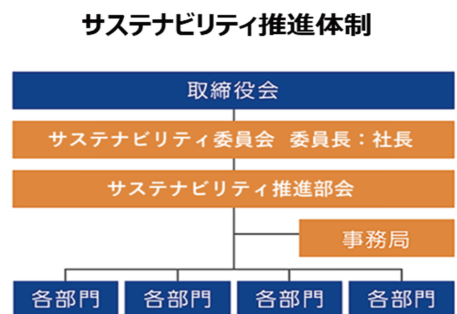 サステナビリティ推進体制
取締役会
サステナビリティ委員会 委員長：社長
サステナビリティ推進部会
事務局
各部門 各部門 各部門 各部門